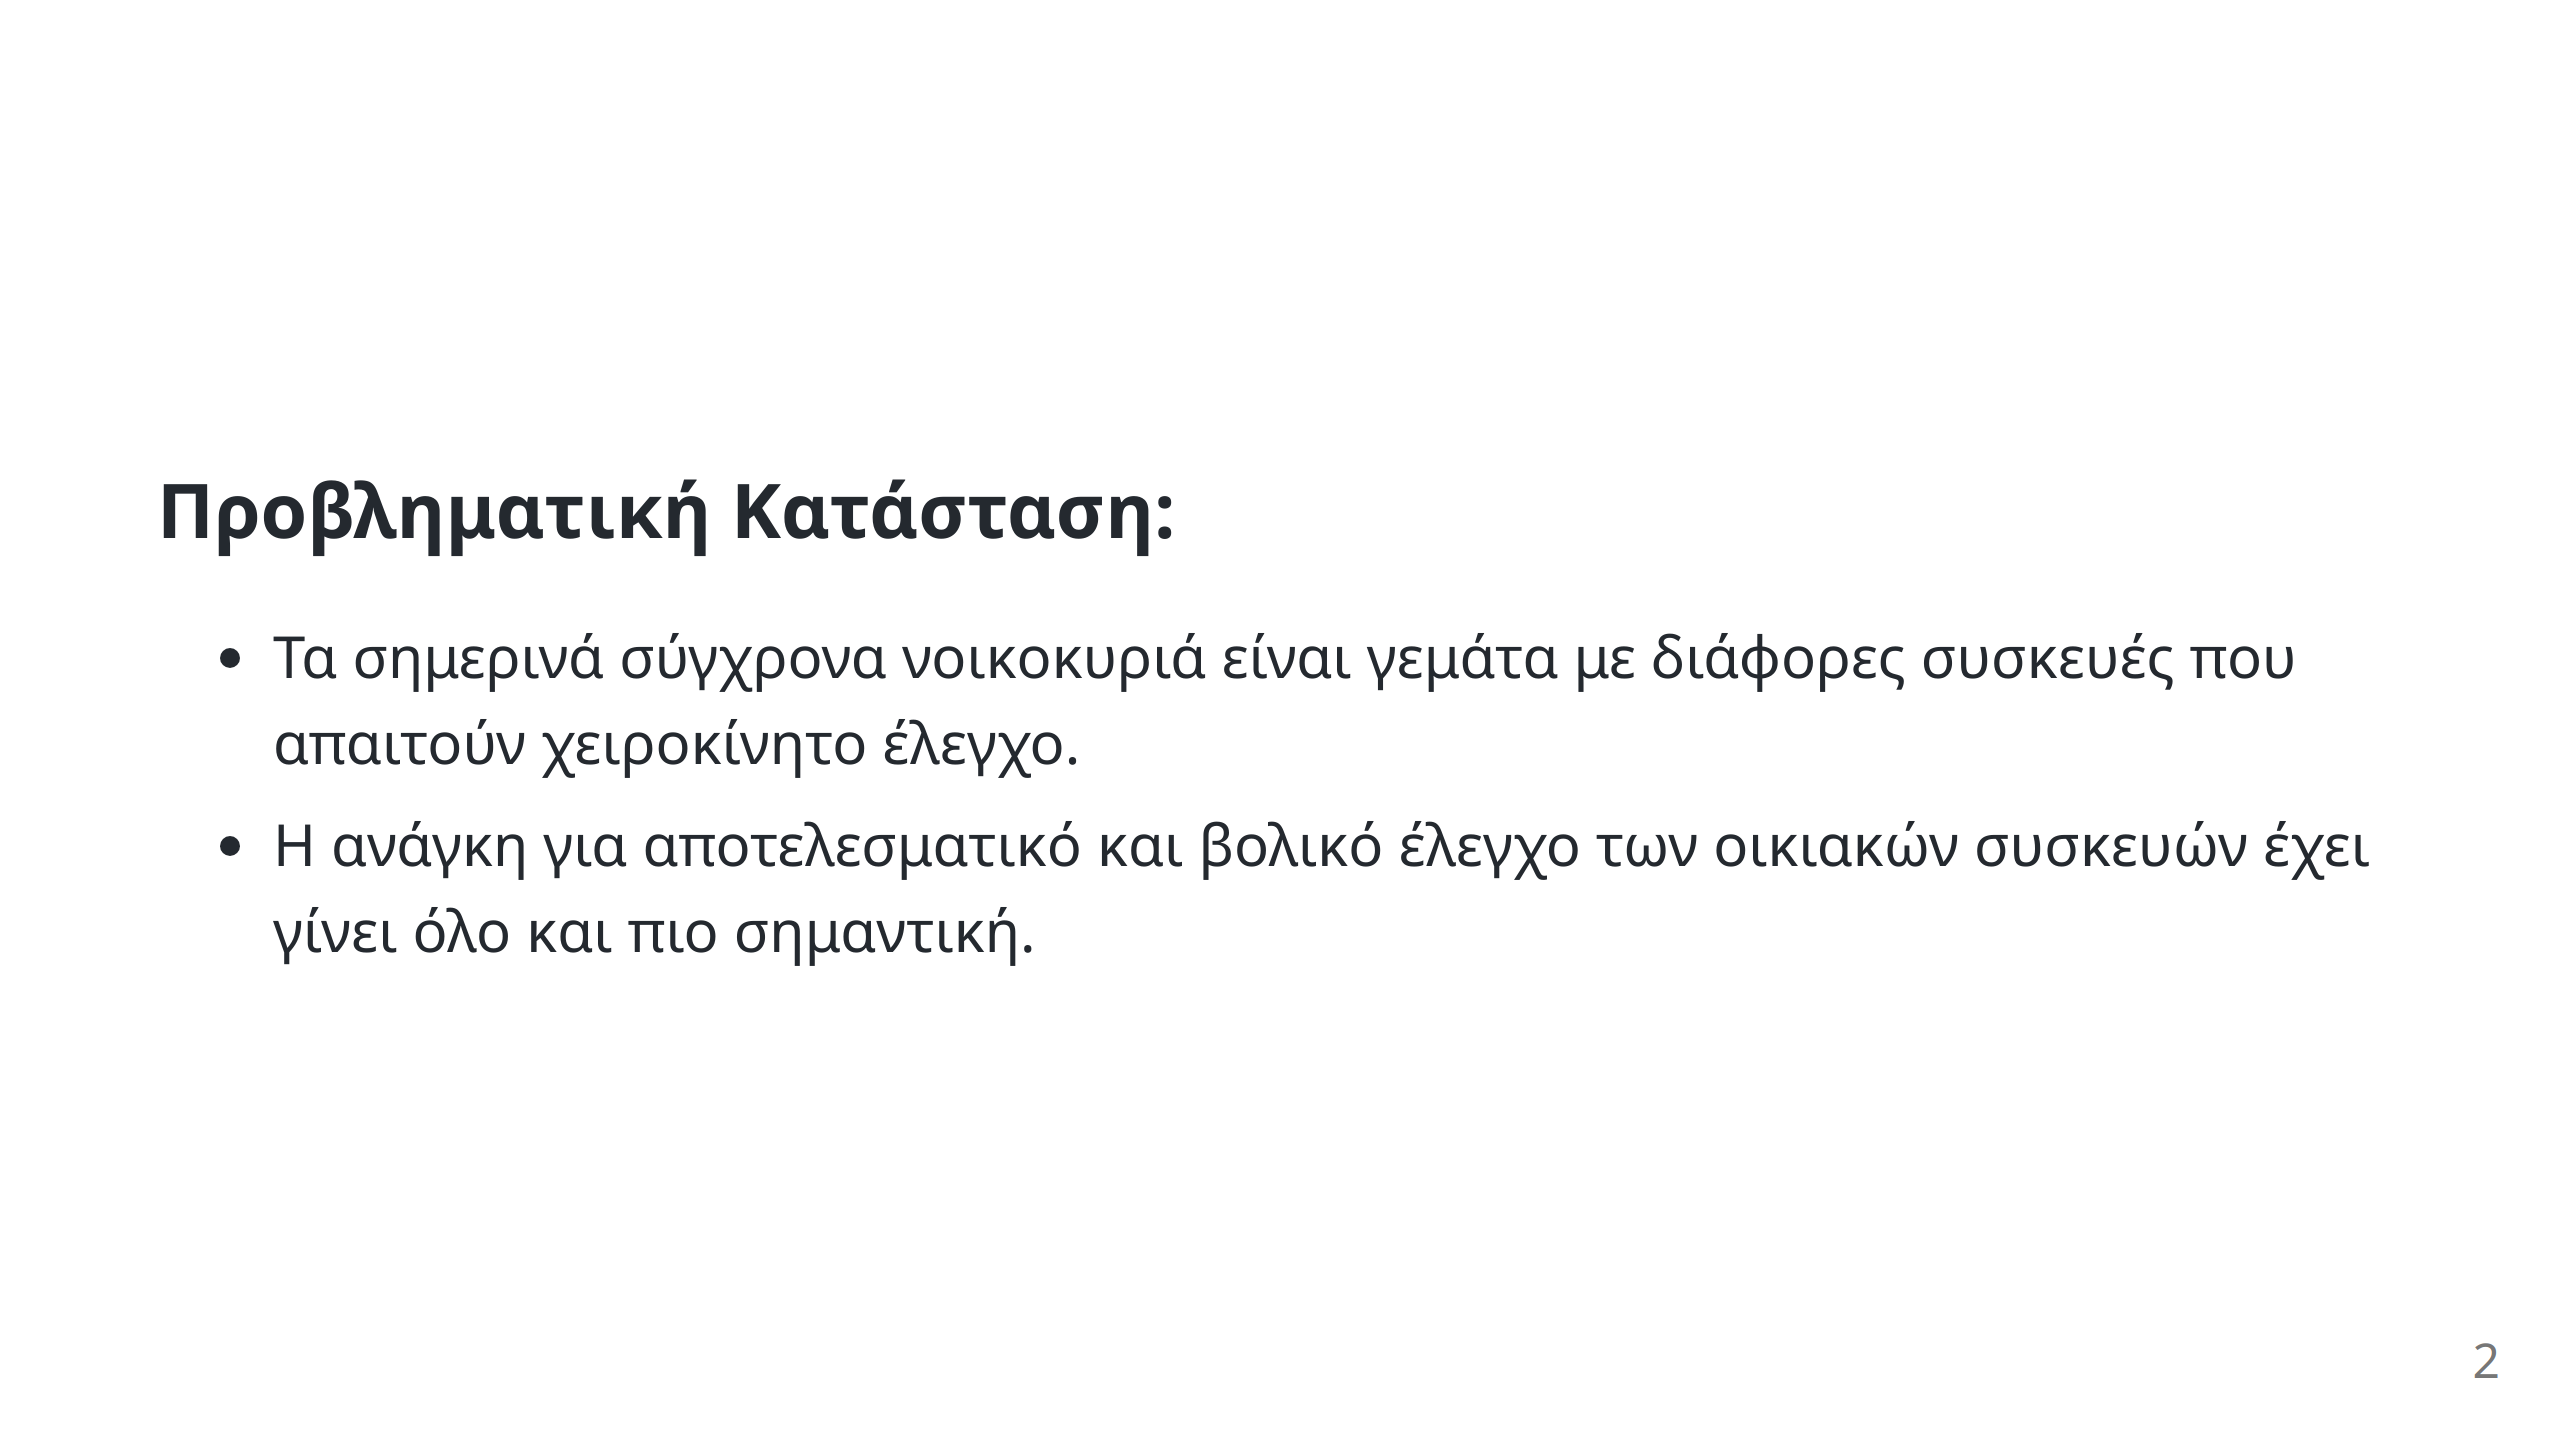 Προβληματική Κατάσταση:
• Τα σημερινά σύγχρονα νοικοκυριά είναι γεμάτα με διάφορες συσκευές που
απαιτούν χειροκίνητο έλεγχο.
• Η ανάγκη για αποτελεσματικό και βολικό έλεγχο των οικιακών συσκευών έχει
γίνει όλο και πιο σημαντική.
2